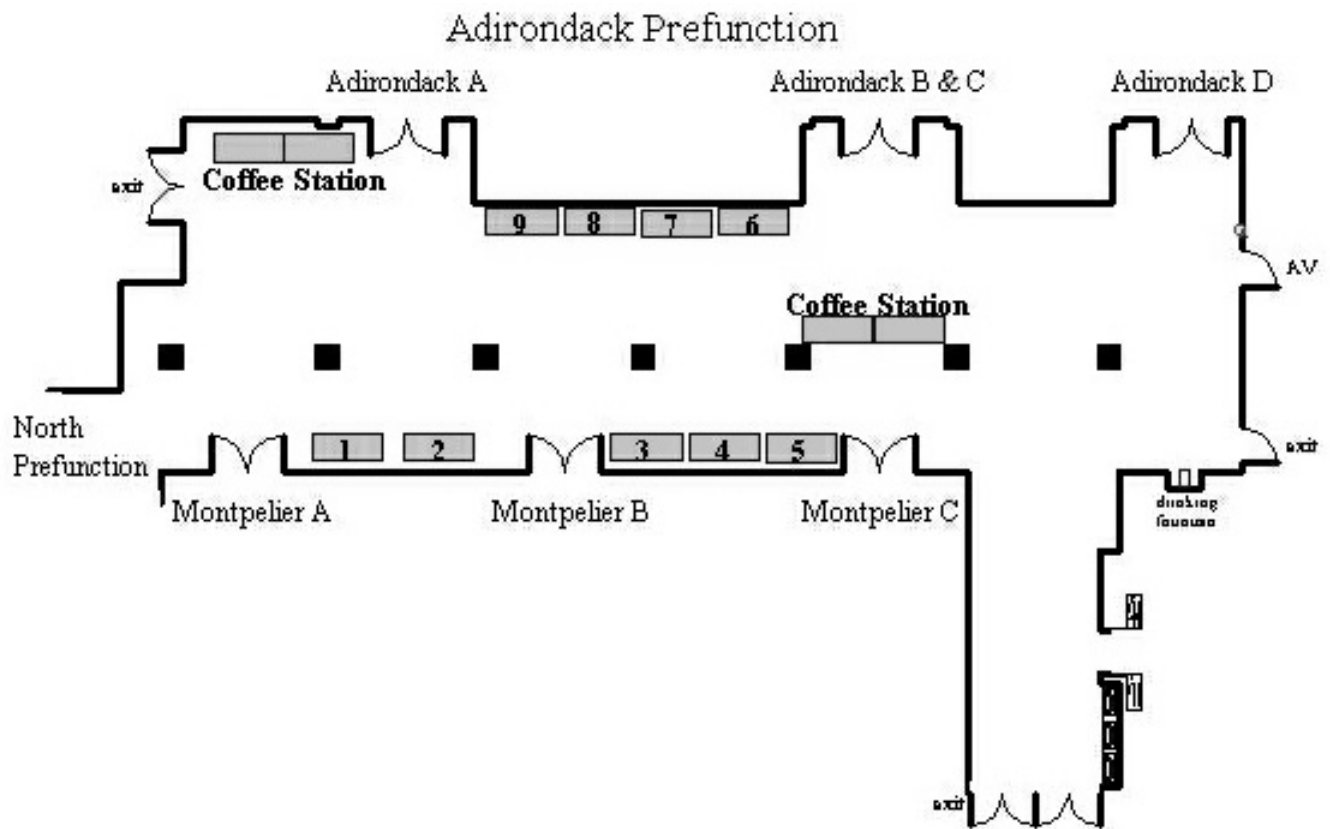 Adirondack Prefunction
Adirondack A
Adirondack B & C
Adirondack D
exit
Coffee Station
9
8
7
6
AV
Coffee Station
North
Prefunction
1
2
3
4
5
exit
Montpelier A
Montpelier B
Montpelier C
drinking
exit